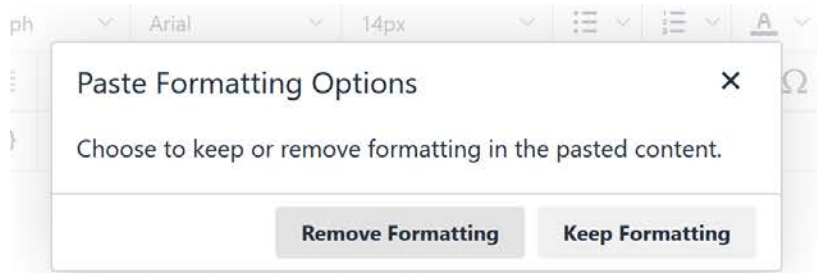 ph Arial 14px A
Paste Formatting Options
Ω
Choose to keep or remove formatting in the pasted content.
Remove Formatting Keep Formatting